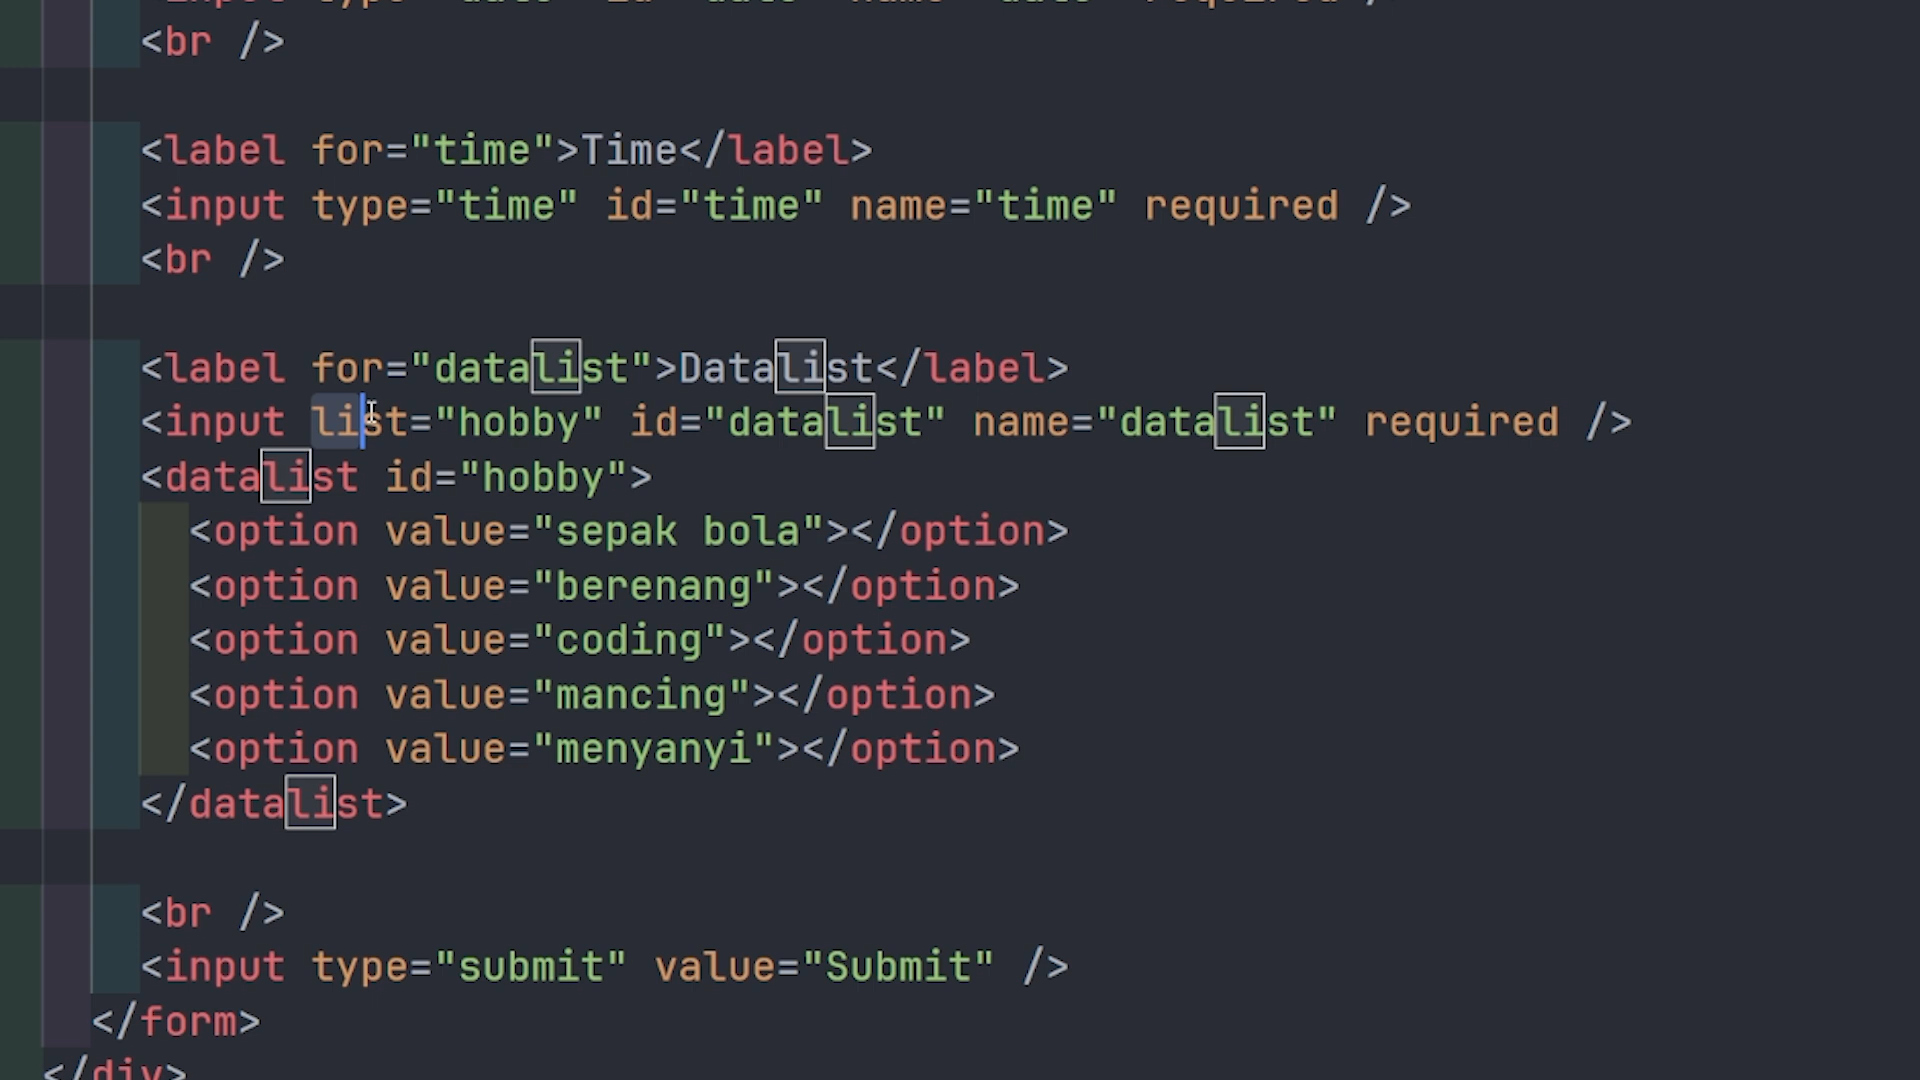 <br />
<label for="time">Time</label>
<input type="time" id="time" name="time" required />
<br />
<label for="datalist">Datalist</label>
<input list="hobby" id="datalist" name="datalist" required />
<datalist id="hobby">
<option value="sepak bola"></option>
<option value="berenang"></option>
<option value="coding"></option>
<option value="mancing"></option>
<option value="menyanyi"></option>
</datalist>
<br />
<input type="submit" value="Submit" />
</form>
</div>